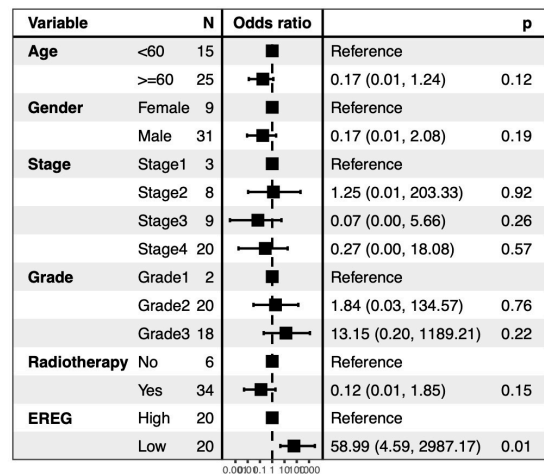 Variable N Odds ratio p
Age <60 15 Reference
>=60 25 0.17 (0.01, 1.24) 0.12
Gender Female 9 Reference
Male 31 0.17 (0.01, 2.08) 0.19
Stage Stage1 3 Reference
Stage2 8 1.25 (0.01, 203.33) 0.92
Stage3 9 0.07 (0.00, 5.66) 0.26
Stage4 20 0.27 (0.00, 18.08) 0.57
Grade Grade1 2 Reference
Grade2 20 1.84 (0.03, 134.57) 0.76
Grade3 18 13.15 (0.20, 1189.21) 0.22
Radiotherapy No 6 Reference
Yes 34 0.12 (0.01, 1.85) 0.15
EREG High 20 Reference
Low 20 58.99 (4.59, 2987.17) 0.01